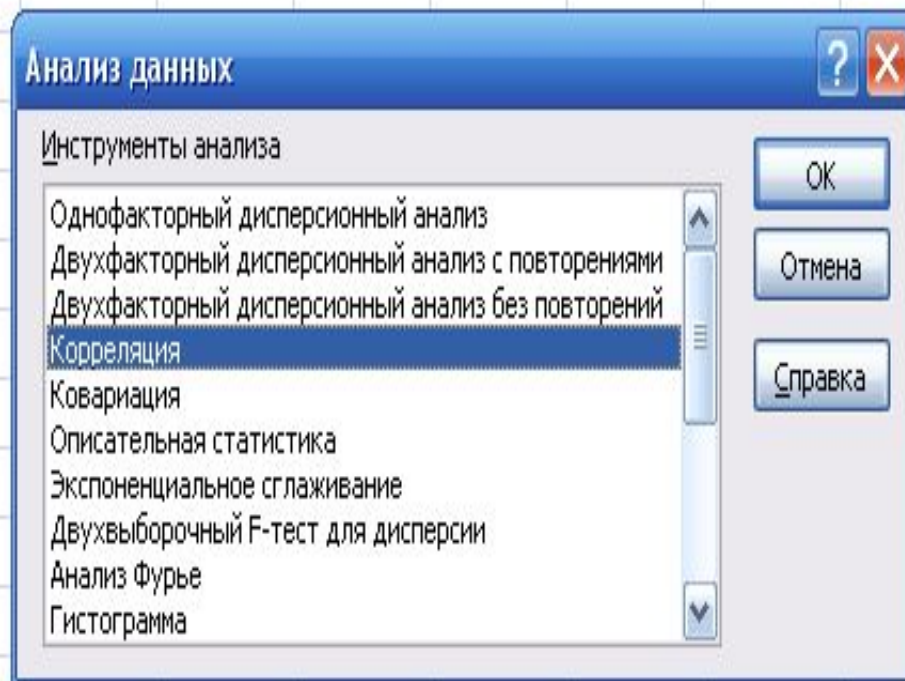 Анализ данных
Инструменты анализа
Однофакторный дисперсионный анализ
Двухфакторный дисперсионный анализ с повторениями
Двухфакторный дисперсионный анализ без повторений
Корреляция
Ковариация
Описательная статистика
Экспоненциальное сглаживание
Двухвыборочный F-тест для дисперсии
Анализ Фурье
Гистограмма
ОК
Отмена
Справка